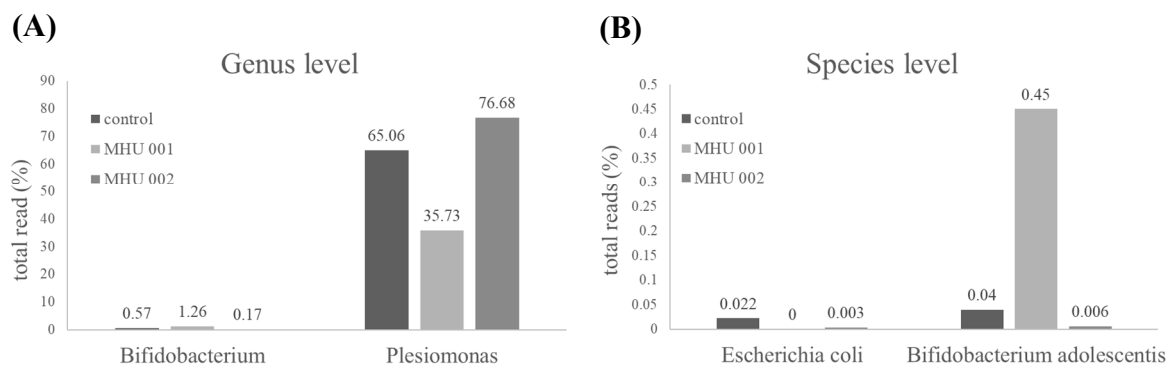 (A)
Genus level
total read (%)
90
80
70
60
50
40
30
20
10
0
control
MHU 001
MHU 002
0.57
1.26
0.17
65.06
35.73
76.68
Bifidobacterium
Plesiomonas
(B)
Species level
total reads (%)
0.5
0.45
0.4
0.35
0.3
0.25
0.2
0.15
0.1
0.05
0
control
MHU 001
MHU 002
0.022
0
0.003
0.04
0.45
0.006
Escherichia coli
Bifidobacterium adolescentis